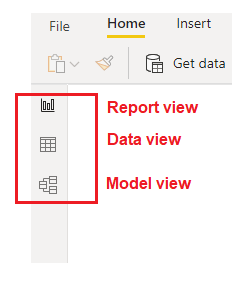 File Home Insert
Get data
Report view
Data view
Model view